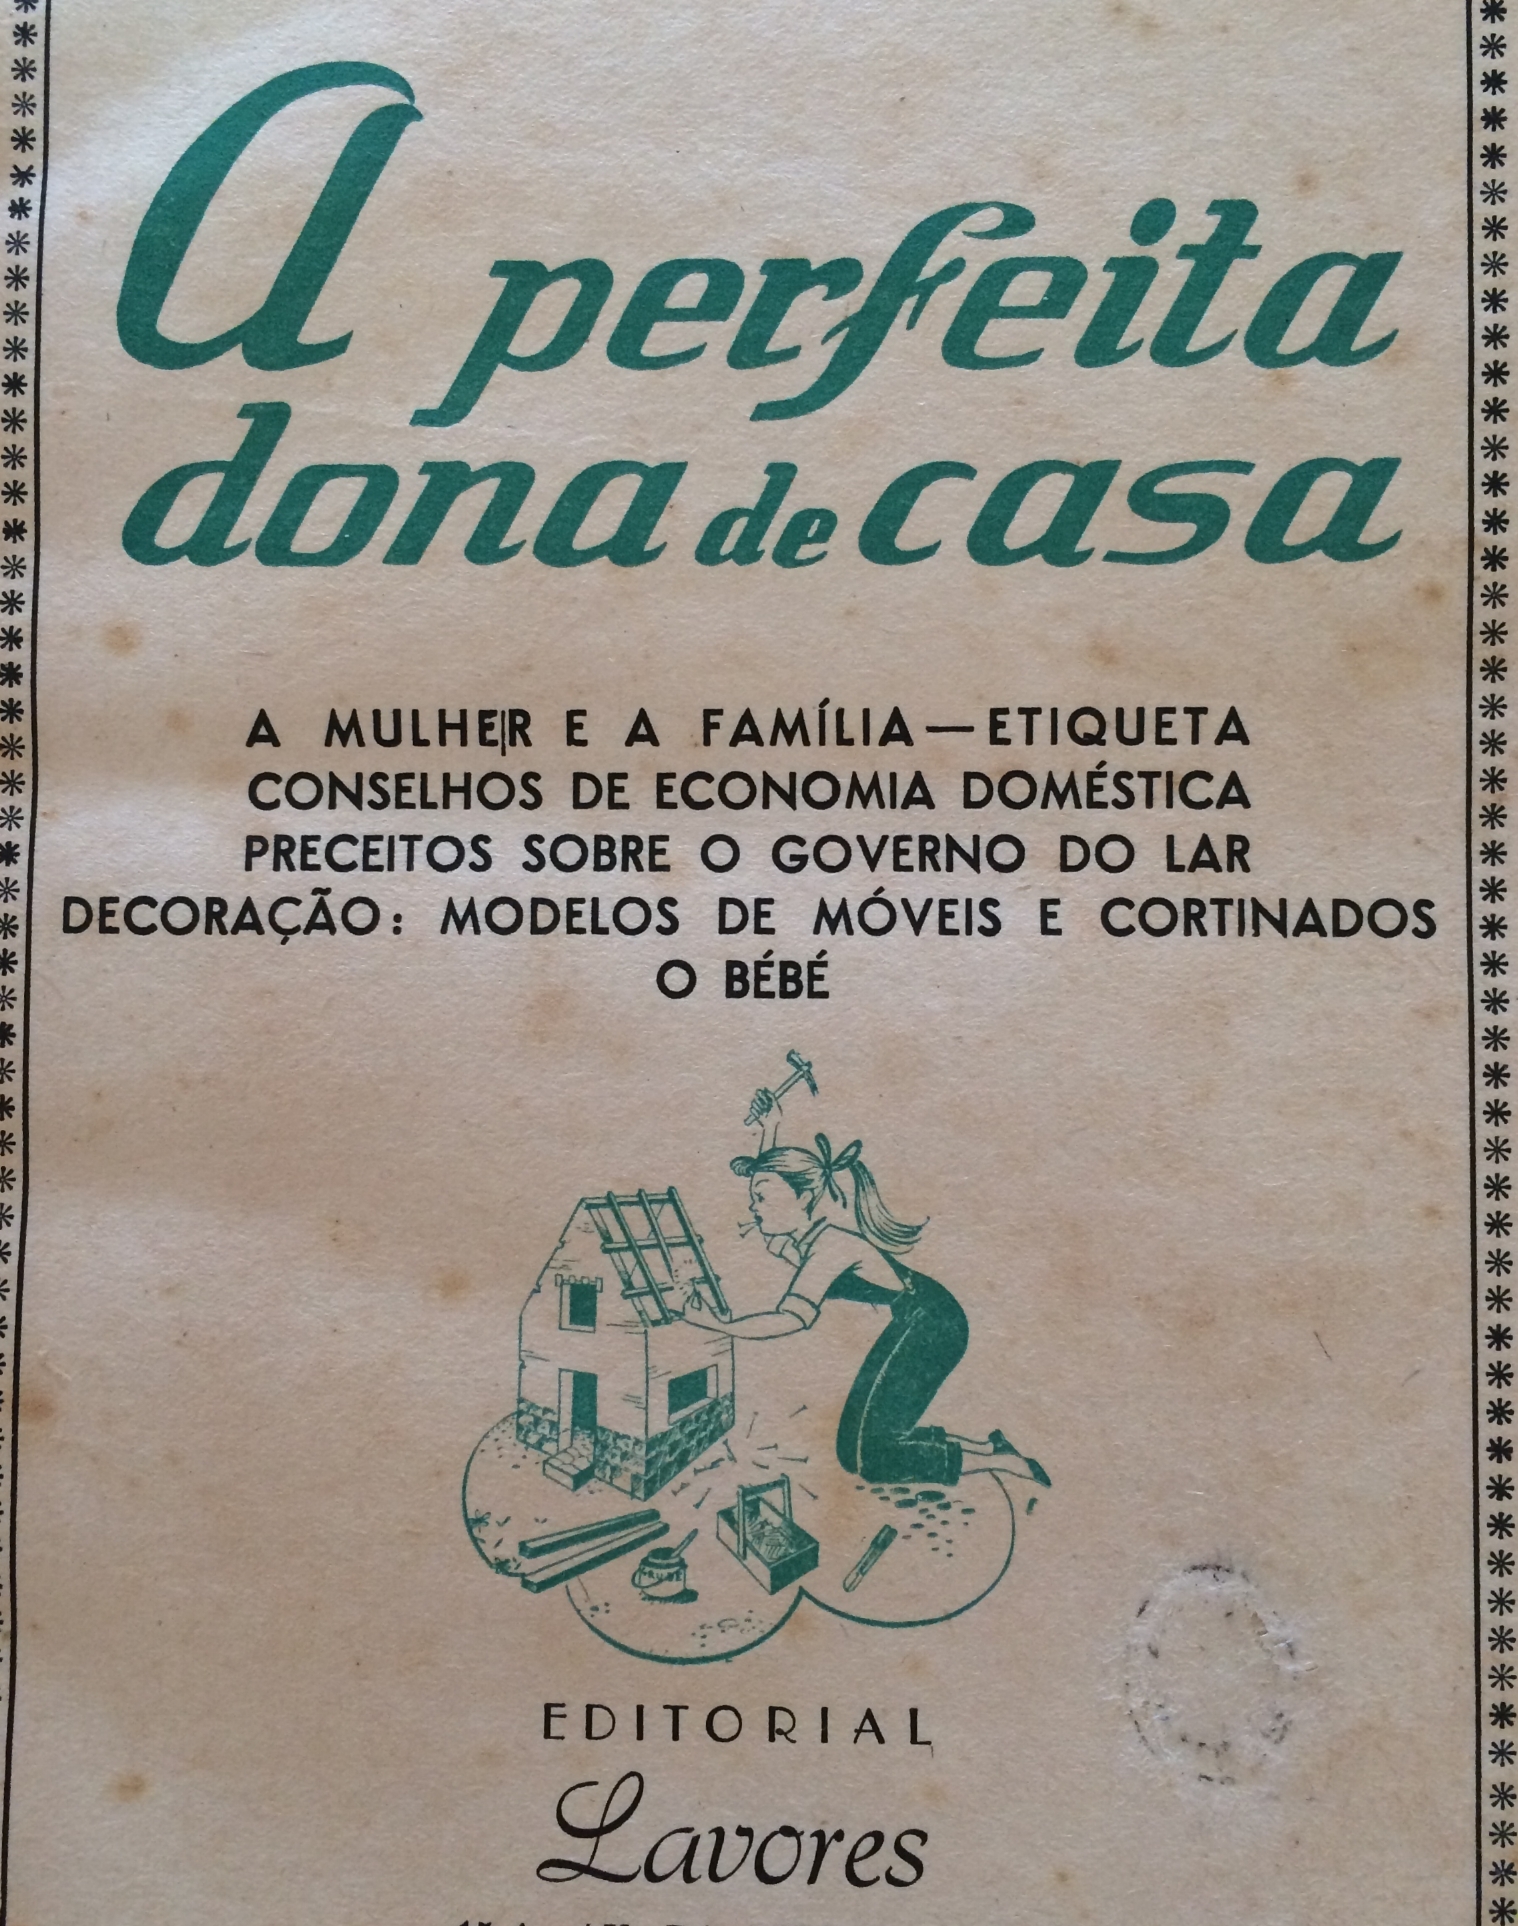 A perfeita
dona de casa
A MULHER E A FAMÍLIA — ETIQUETA
CONSELHOS DE ECONOMIA DOMÉSTICA
PRECEITOS SOBRE O GOVERNO DO LAR
DECORAÇÃO: MODELOS DE MÓVEIS E CORTINADOS
O BÉBÉ
EDITORIAL
Lavores